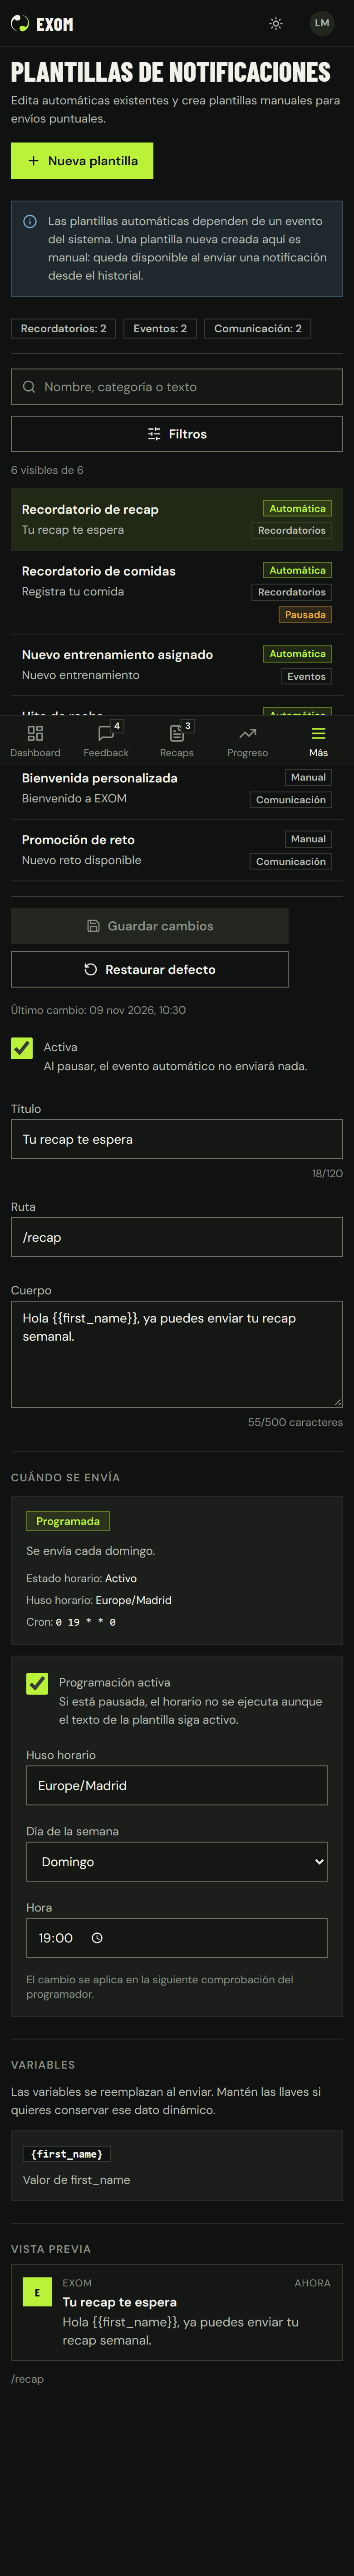 EXOM
LM
PLANTILLAS DE NOTIFICACIONES
Edita automáticas existentes y crea plantillas manuales para
envíos puntuales.
Nueva plantilla
Las plantillas automáticas dependen de un evento
del sistema. Una plantilla nueva creada aquí es
manual: queda disponible al enviar una notificación
desde el historial.
Recordatorios: 2
Eventos: 2
Comunicación: 2
Nombre, categoría o texto
Filtros
6 visibles de 6
Recordatorio de recap
Automática
Tu recap te espera
Recordatorios
Recordatorio de comidas
Automática
Registra tu comida
Recordatorios
Pausada
Nuevo entrenamiento asignado
Automática
Nuevo entrenamiento
Eventos
4
3
Dashboard
Feedback
Recaps
Progreso
Más
Bienvenida personalizada
Manual
Bienvenido a EXOM
Comunicación
Promoción de reto
Manual
Nuevo reto disponible
Comunicación
Guardar cambios
Restaurar defecto
Último cambio: 09 nov 2026, 10:30
Activa
Al pausar, el evento automático no enviará nada.
Título
Tu recap te espera
18/120
Ruta
/recap
Cuerpo
Hola {{first_name}}, ya puedes enviar tu recap
semanal.
55/500 caracteres
CUÁNDO SE ENVÍA
Programada
Se envía cada domingo.
Estado horario: Activo
Huso horario: Europe/Madrid
Cron: 0 19 * * 0
Programación activa
Si está pausada, el horario no se ejecuta aunque
el texto de la plantilla siga activo.
Huso horario
Europe/Madrid
Día de la semana
Domingo
Hora
19:00
El cambio se aplica en la siguiente comprobación del
programador.
VARIABLES
Las variables se reemplazan al enviar. Mantén las llaves si
quieres conservar ese dato dinámico.
{first_name}
Valor de first_name
VISTA PREVIA
E
EXOM
AHORA
Tu recap te espera
Hola {{first_name}}, ya puedes enviar tu
recap semanal.
/recap